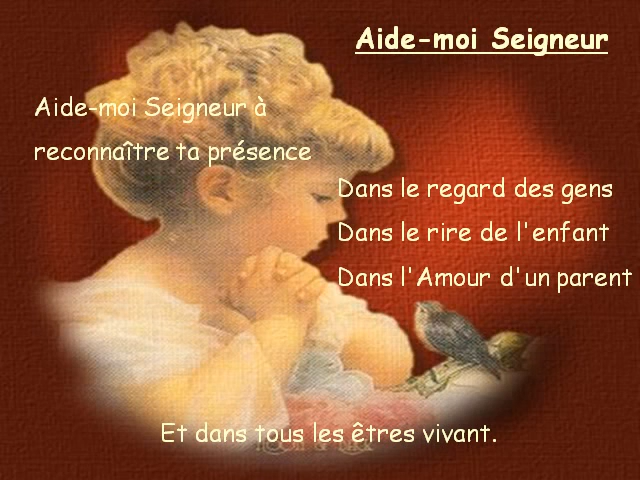 Aide-moi Seigneur
Aide-moi Seigneur à
reconnaître ta présence
Dans le regard des gens
Dans le rire de l'enfant
Dans l'Amour d'un parent
Et dans tous les êtres vivant.